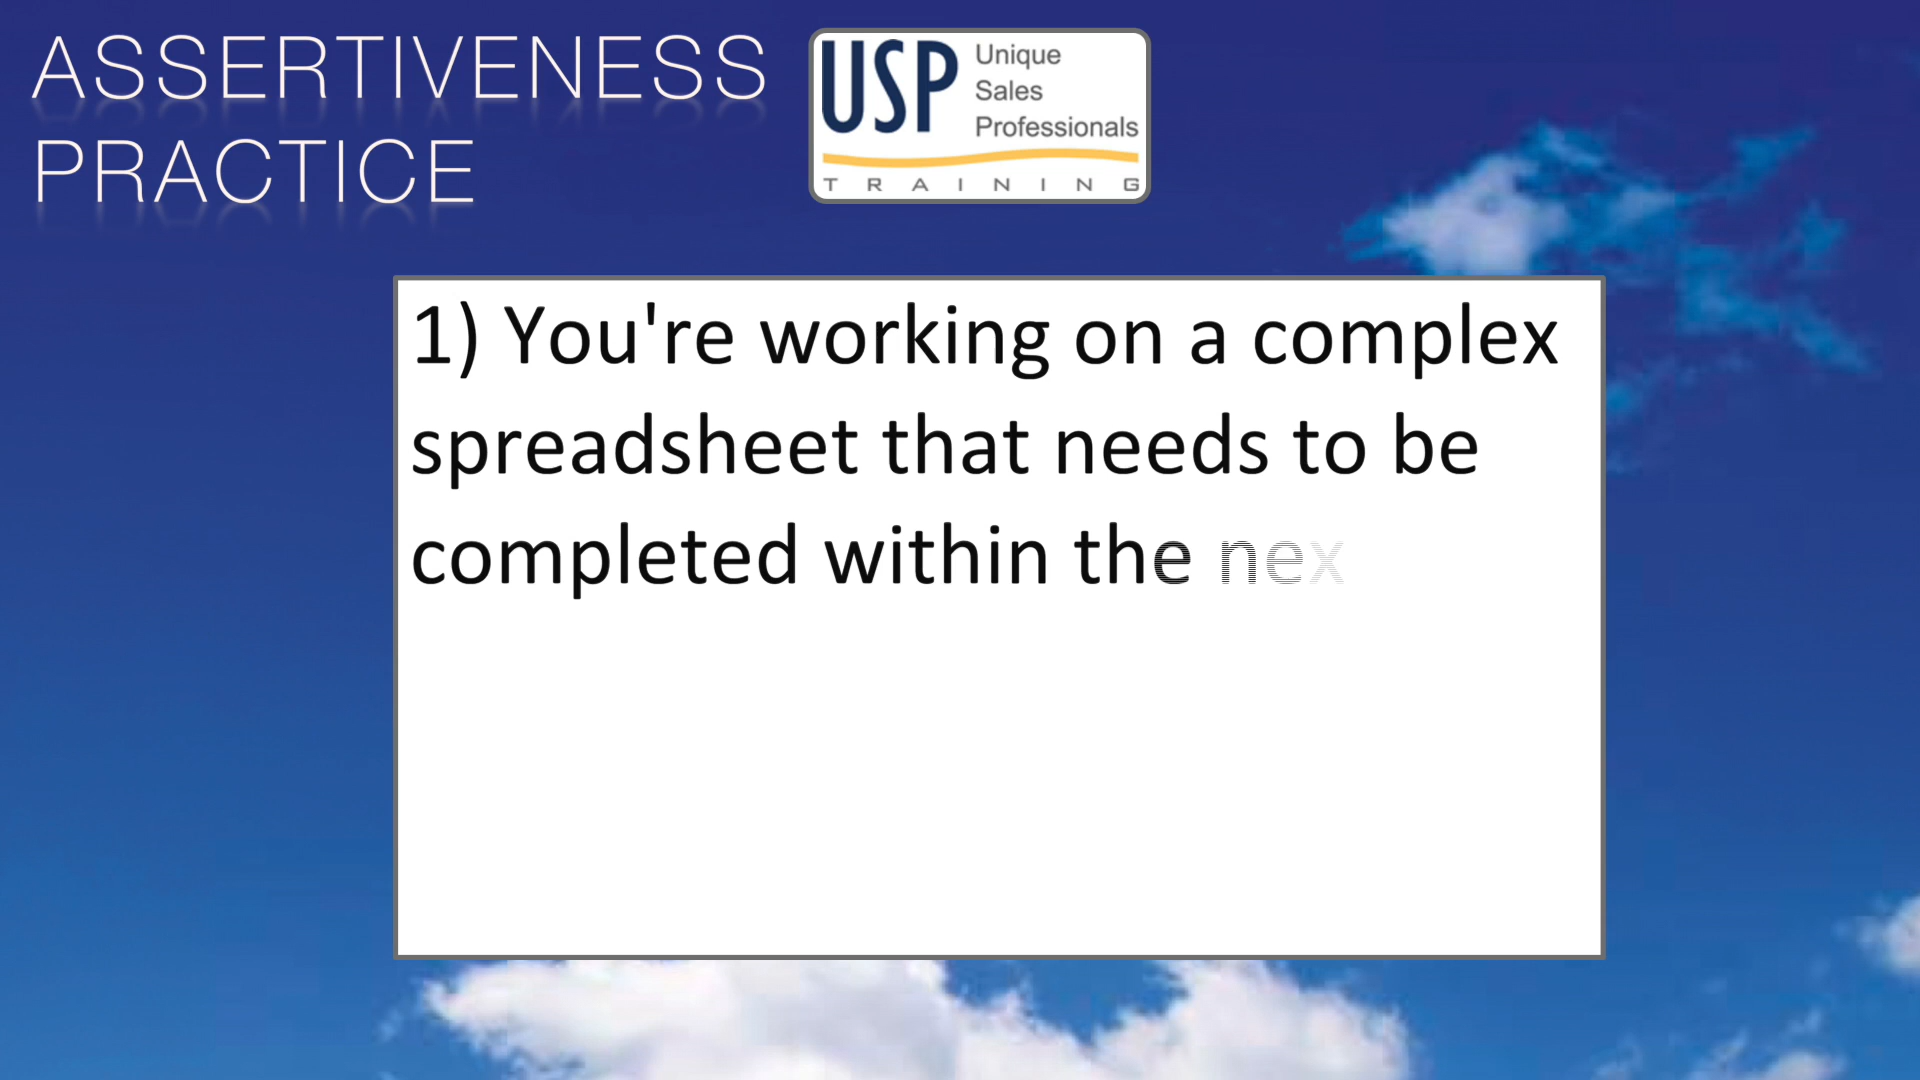 ASSERTIVENESS
PRACTICE
USP
Unique
Sales
Professionals
TRAINING
1) You're working on a complex
spreadsheet that needs to be
completed within the nex